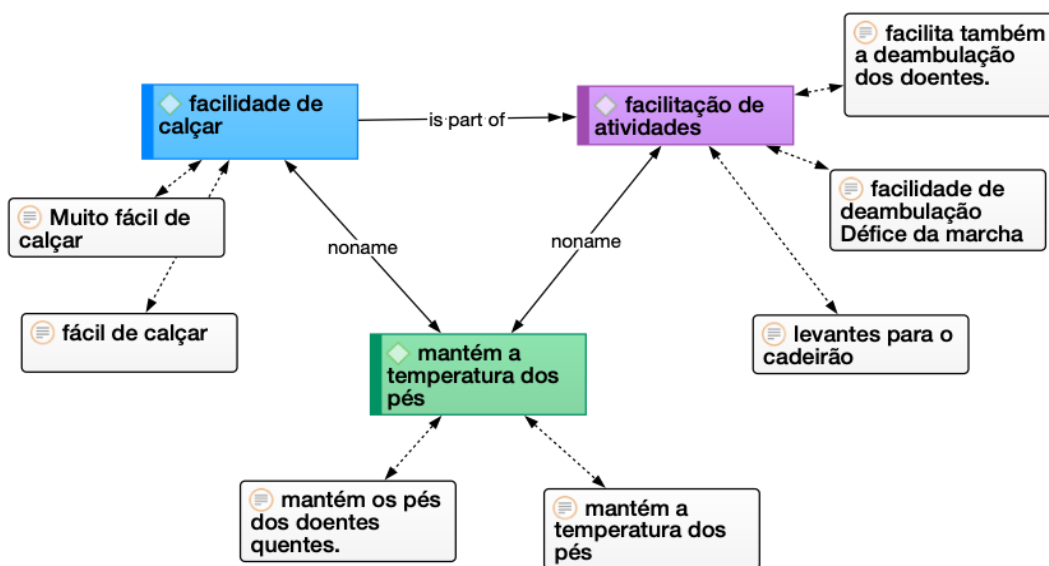 facilita também
a deambulação
dos doentes.
facilidade de
calçar
is part of
facilitação de
atividades
facilidade de
deambulação
Défice da marcha
Muito fácil de
calçar
noname
noname
fácil de calçar
levantes para o
cadeirão
mantém a
temperatura dos
pés
mantém os pés
dos doentes
quentes.
mantém a
temperatura dos
pés